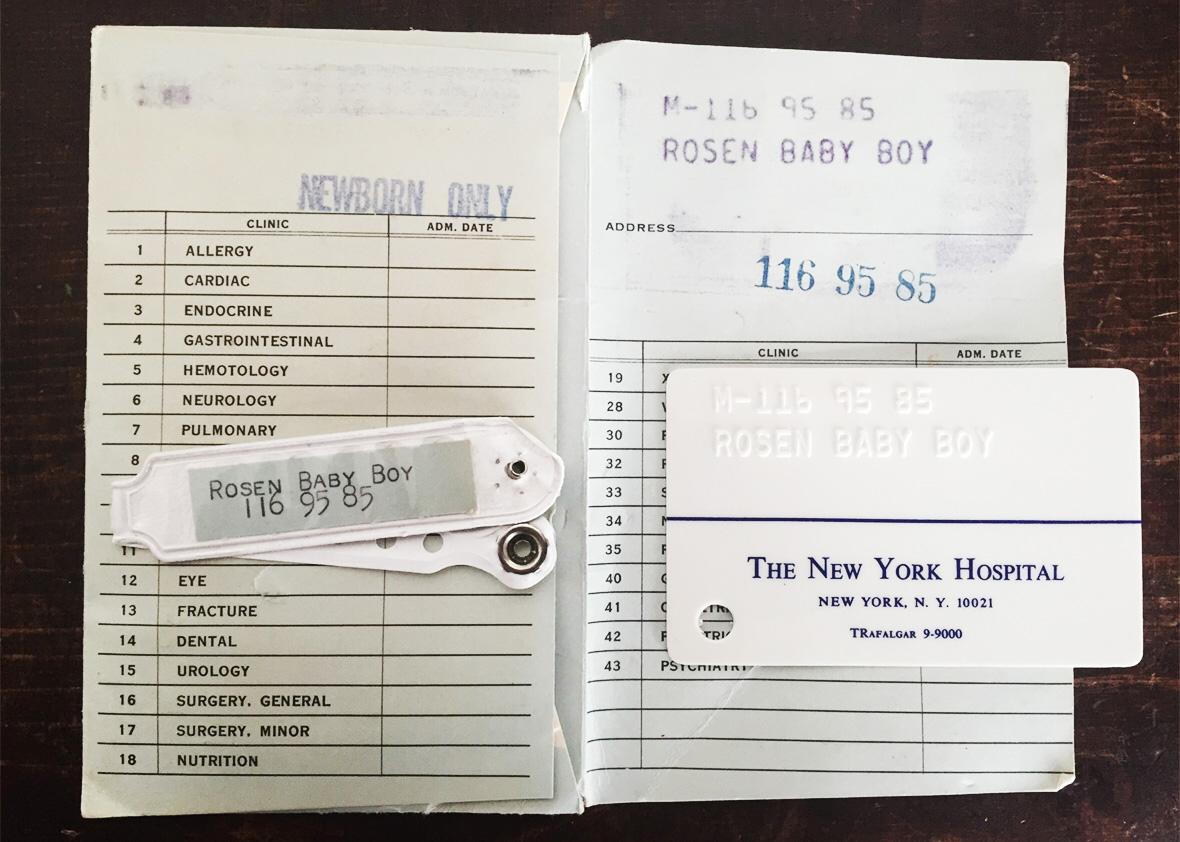 NEWBORN ONLY
CLINIC ADM. DATE
1 ALLERGY
2 CARDIAC
3 ENDOCRINE
4 GASTROINTESTINAL
5 HEMOTOLOGY
6 NEUROLOGY
7 PULMONARY
8
11
12 EYE
13 FRACTURE
14 DENTAL
15 UROLOGY
16 SURGERY, GENERAL
17 SURGERY, MINOR
18 NUTRITION
ROSEN BABY BOY
116 95 85
M-116 95 85
ROSEN BABY BOY
ADDRESS
116 95 85
CLINIC ADM. DATE
19
28
30
32
33
34
35
40
41
42
43 PSYCHIATRY
M-116 95 85
ROSEN BABY BOY
THE NEW YORK HOSPITAL
NEW YORK, N. Y. 10021
TRAFALGAR 9-9000